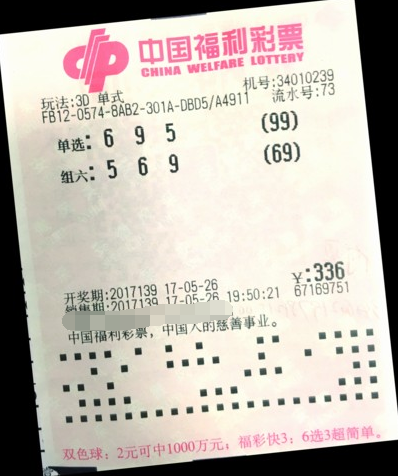 中国福利彩票
CHINA WELFARE LOTTERY
机号:34010239
玩法:3D 单式
流水号:73
FB12-0574-8AB2-301A-DBD5/A4911
单选: 6 9 5 (99)
组六: 5 6 9 (69)
开奖期:2017139 17-05-26
¥:336
销售期:2017139 17-05-26 19:50:21 67169751
中国福利彩票，中国人的慈善事业。
双色球：2元可中1000万元；福彩快3；6选3超简单。